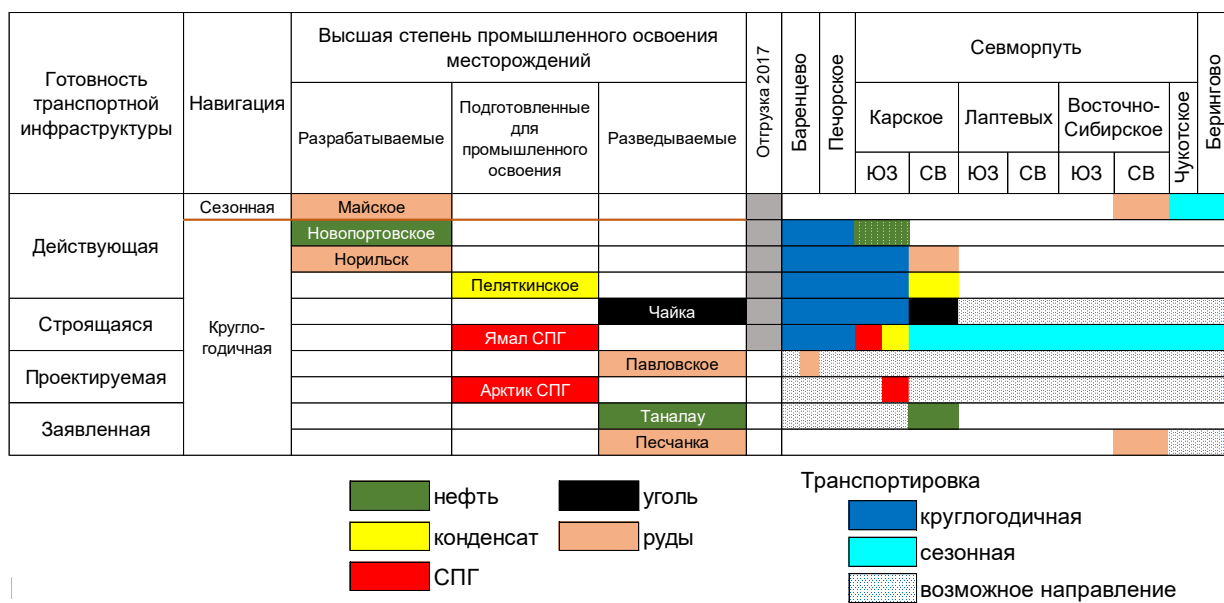 Готовность
транспортной
инфраструктуры
Навигация
Высшая степень промышленного освоения
месторождений
Разрабатываемые
Подготовленные
для
промышленного
освоения
Разведываемые
Отгрузка 2017
Баренцево
Печорское
Севморпуть
Карское
Лаптевых
Восточно-
Сибирское
ЮЗ
СВ
ЮЗ
СВ
ЮЗ
СВ
Чукотское
Берингово
Действующая
Сезонная
Майское
Новопортовское
Норильск
Пеляткинское
Строящаяся
Кругло-
годичная
Чайка
Ямал СПГ
Проектируемая
Павловское
Арктик СПГ
Заявленная
Таналау
Песчанка
нефть
конденсат
СПГ
уголь
руды
Транспортировка
круглогодичная
сезонная
возможное направление